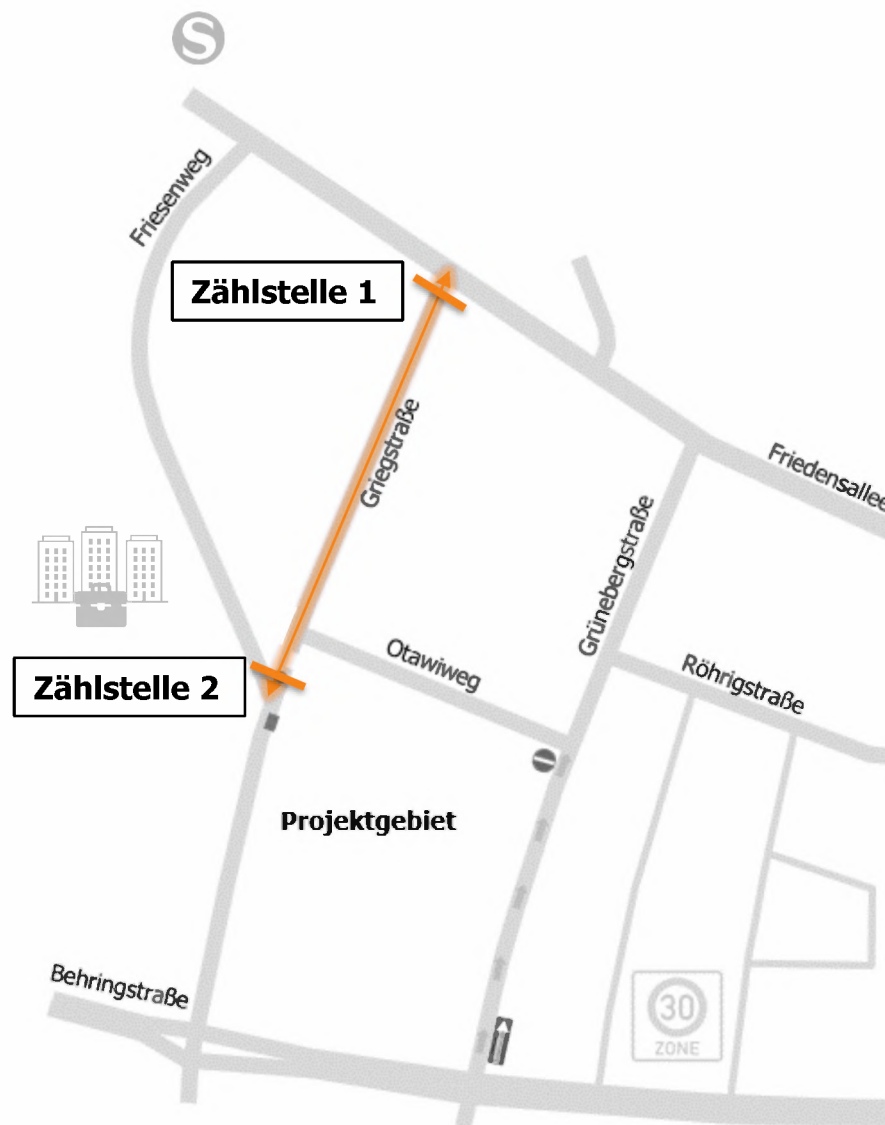 S
Friesenweg
Zählstelle 1
Griegstraße
Friedensallee
Grünebergstraße
Otawiweg
Röhrigstraße
Zählstelle 2
Projektgebiet
Behringstraße
30
ZONE